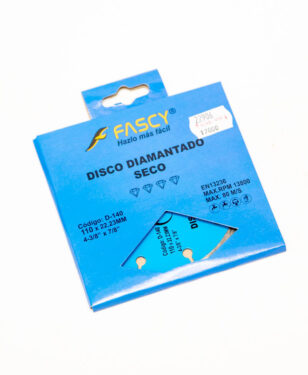 FASCY®
Hazlo más fácil
DISCO DIAMANTADO
SECO
EN13236
MAX.RPM 13800
MAX. 80 M/S
Código: D-140
110 x 22,23MM
4-3/8" x 7/8"